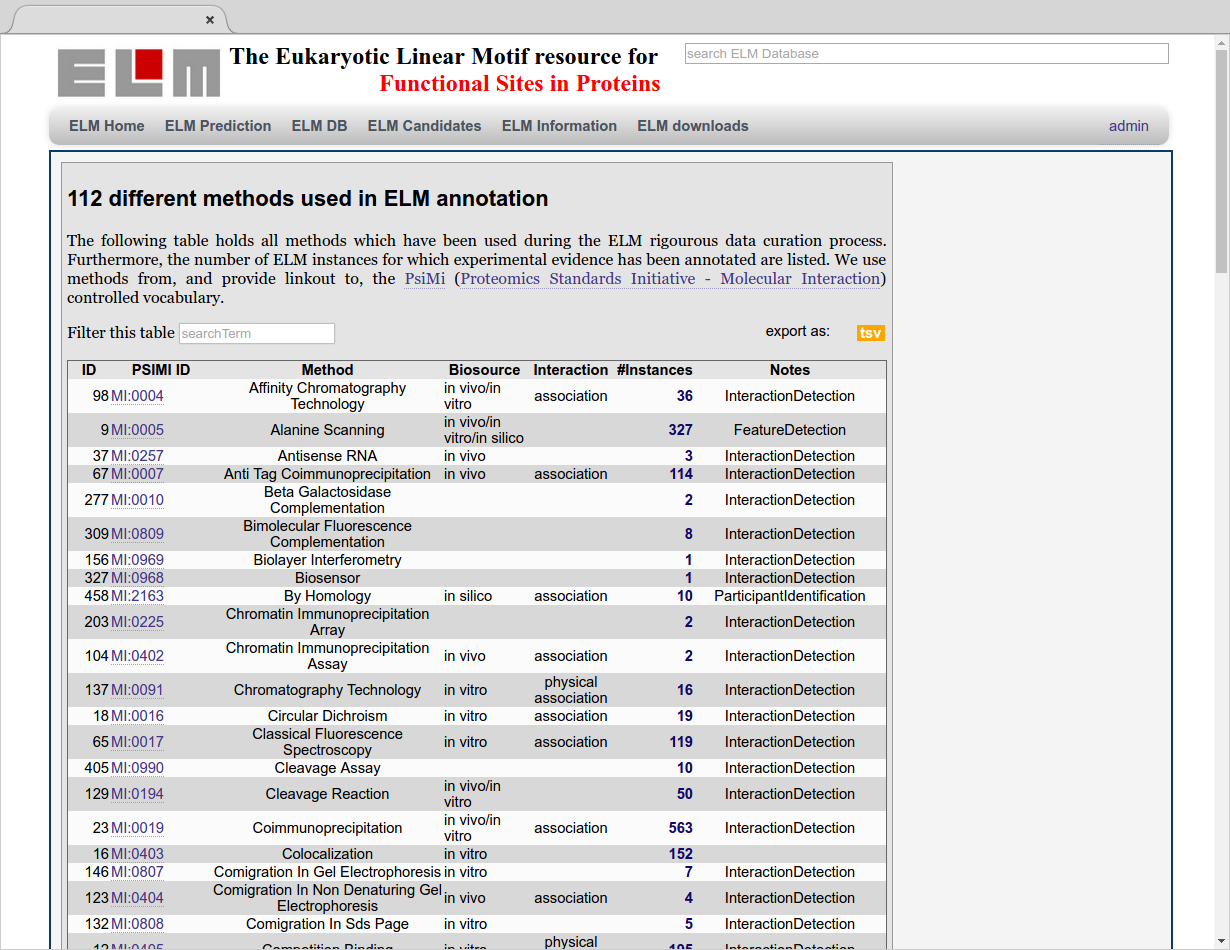 ×
ELM
The Eukaryotic Linear Motif resource for
Functional Sites in Proteins
search ELM Database
ELM Home ELM Prediction ELM DB ELM Candidates ELM Information ELM downloads admin
112 different methods used in ELM annotation
The following table holds all methods which have been used during the ELM rigourous data curation process.
Furthermore, the number of ELM instances for which experimental evidence has been annotated are listed. We use
methods from, and provide linkout to, the PsiMi (Proteomics Standards Initiative - Molecular Interaction)
controlled vocabulary.
Filter this table searchTerm export as: tsv
ID PSIMI ID Method Biosource Interaction #Instances Notes
98 MI:0004 Affinity Chromatography Technology in vivo/in vitro association 36 InteractionDetection
9 MI:0005 Alanine Scanning in vivo/in vitro/in silico 327 FeatureDetection
37 MI:0257 Antisense RNA in vivo 3 InteractionDetection
67 MI:0007 Anti Tag Coimmunoprecipitation in vivo association 114 InteractionDetection
277 MI:0010 Beta Galactosidase Complementation 2 InteractionDetection
309 MI:0809 Bimolecular Fluorescence Complementation 8 InteractionDetection
156 MI:0969 Biolayer Interferometry 1 InteractionDetection
327 MI:0968 Biosensor 1 InteractionDetection
458 MI:2163 By Homology in silico association 10 ParticipantIdentification
203 MI:0225 Chromatin Immunoprecipitation Array 2 InteractionDetection
104 MI:0402 Chromatin Immunoprecipitation Assay in vivo association 2 InteractionDetection
137 MI:0091 Chromatography Technology in vitro physical association 16 InteractionDetection
18 MI:0016 Circular Dichroism in vitro association 19 InteractionDetection
65 MI:0017 Classical Fluorescence Spectroscopy in vitro association 119 InteractionDetection
405 MI:0990 Cleavage Assay 10 InteractionDetection
129 MI:0194 Cleavage Reaction in vivo/in vitro 50 InteractionDetection
23 MI:0019 Coimmunoprecipitation in vivo/in vitro association 563 InteractionDetection
16 MI:0403 Colocalization in vitro 152
146 MI:0807 Comigration In Gel Electrophoresis in vitro 7 InteractionDetection
123 MI:0404 Comigration In Non Denaturing Gel Electrophoresis in vivo association 4 InteractionDetection
132 MI:0808 Comigration In Sds Page in vitro 5 InteractionDetection
12 MI:0405 Competition Binding in vitro physical 195 InteractionDetection